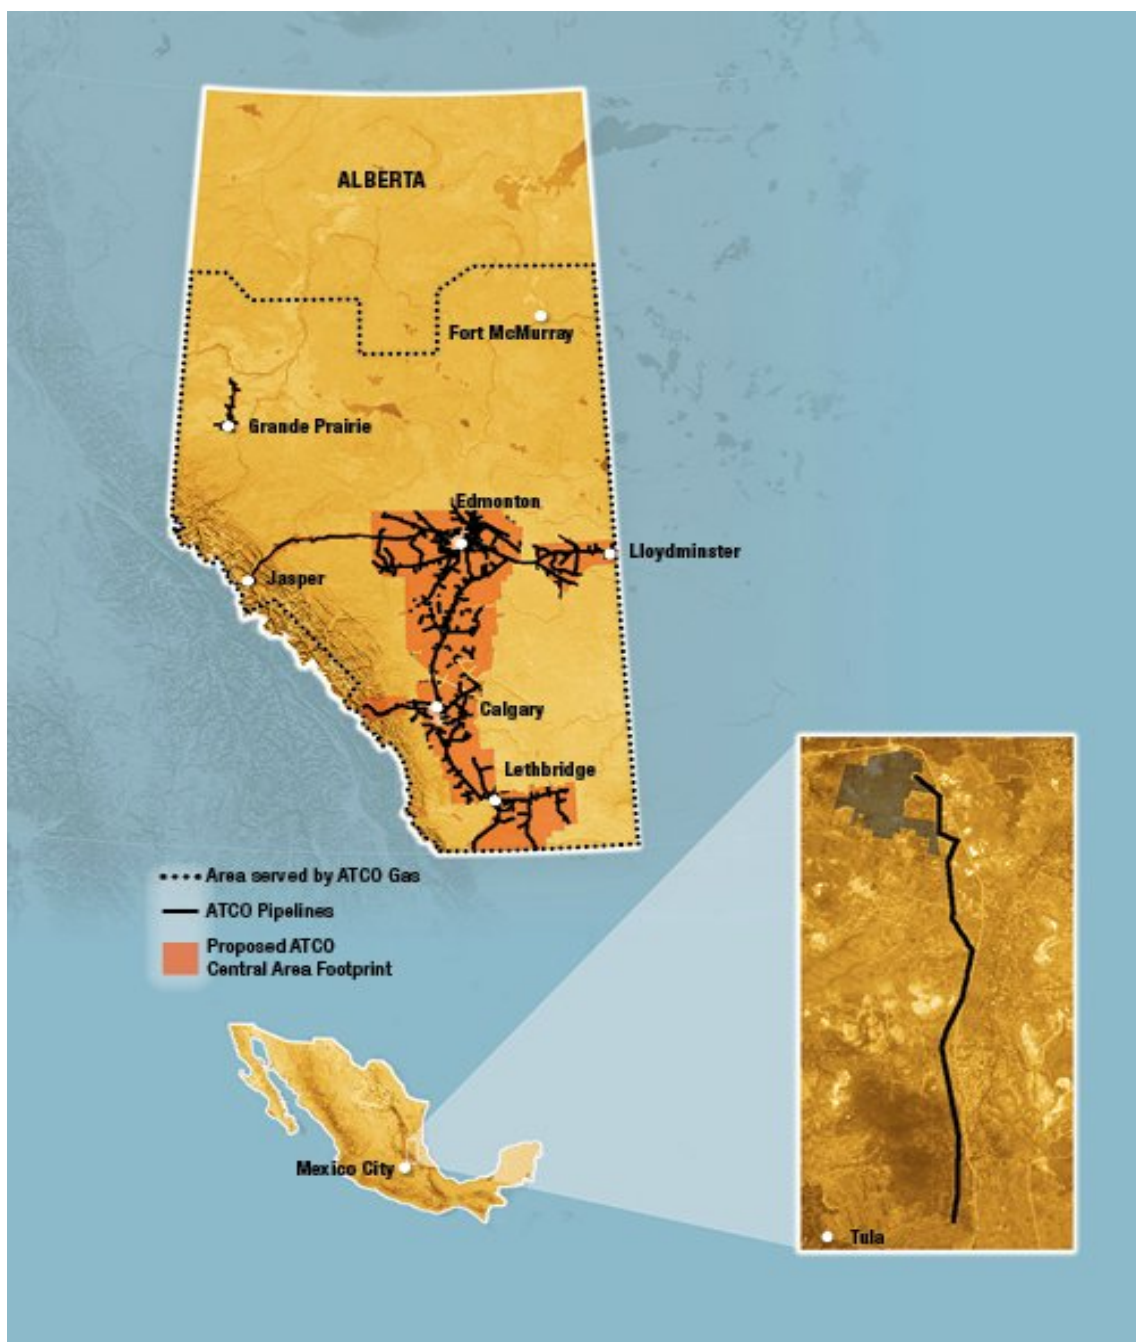 ALBERTA
Fort McMurray
Grande Prairie
Edmonton
Lloydminster
Jasper
Calgary
Lethbridge
Area served by ATCO Gas
ATCO Pipelines
Proposed ATCO
Central Area Footprint
Mexico City
Tula